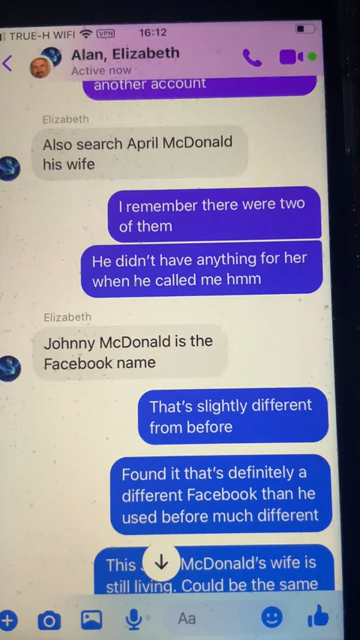 TRUE-H WIFI VPN 16:12
Alan, Elizabeth
Active now
another account
Elizabeth
Also search April McDonald
his wife
I remember there were two
of them
He didn't have anything for her
when he called me hmm
Elizabeth
Johnny McDonald is the
Facebook name
That's slightly different
from before
Found it that's definitely a
different Facebook than he
used before much different
This McDonald's wife is
still living. Could be the same
Aa